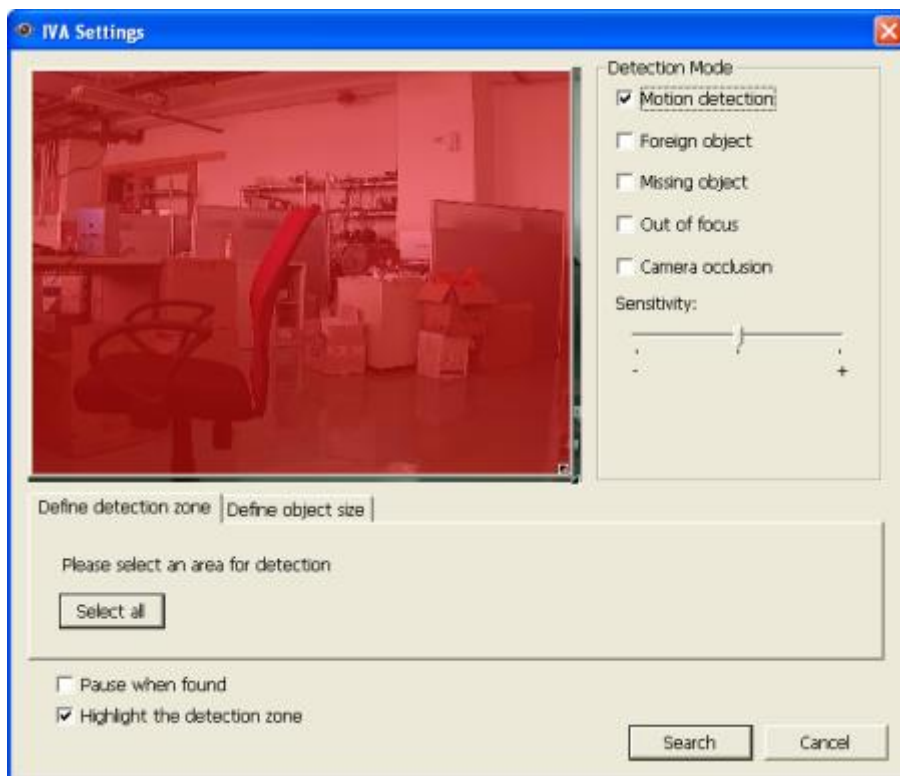 IVA Settings
Detection Mode
Motion detection
Foreign object
Missing object
Out of focus
Camera occlusion
Sensitivity:
- +
Define detection zone Define object size
Please select an area for detection
Select all
Pause when found
Highlight the detection zone
Search Cancel